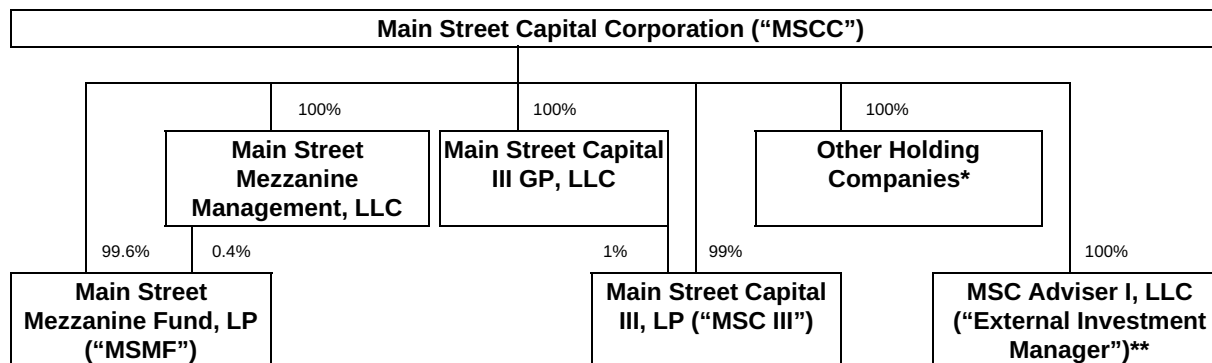 Main Street Capital Corporation (“MSCC”)
100%
100%
100%
Main Street
Mezzanine
Management, LLC
Main Street Capital
III GP, LLC
Other Holding
Companies*
99.6%
0.4%
1%
99%
100%
Main Street
Mezzanine Fund, LP
(“MSMF”)
Main Street Capital
III, LP (“MSC III”)
MSC Adviser I, LLC
(“External Investment
Manager”)**